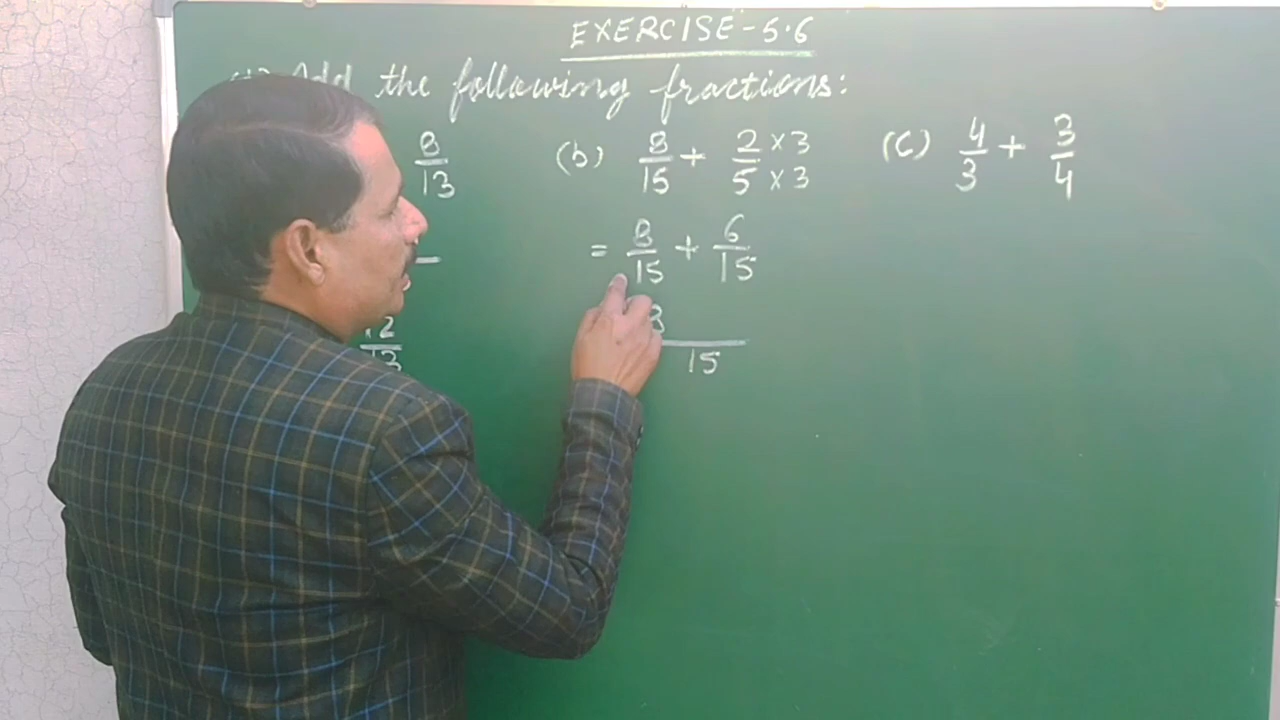 EXERCISE-5.6
Add the following fractions:
8/13
(b) 8/15 + 2/5 ×3/×3
(c) 4/3 + 3/4
= 8/15 + 6/15
8
/15
12/13